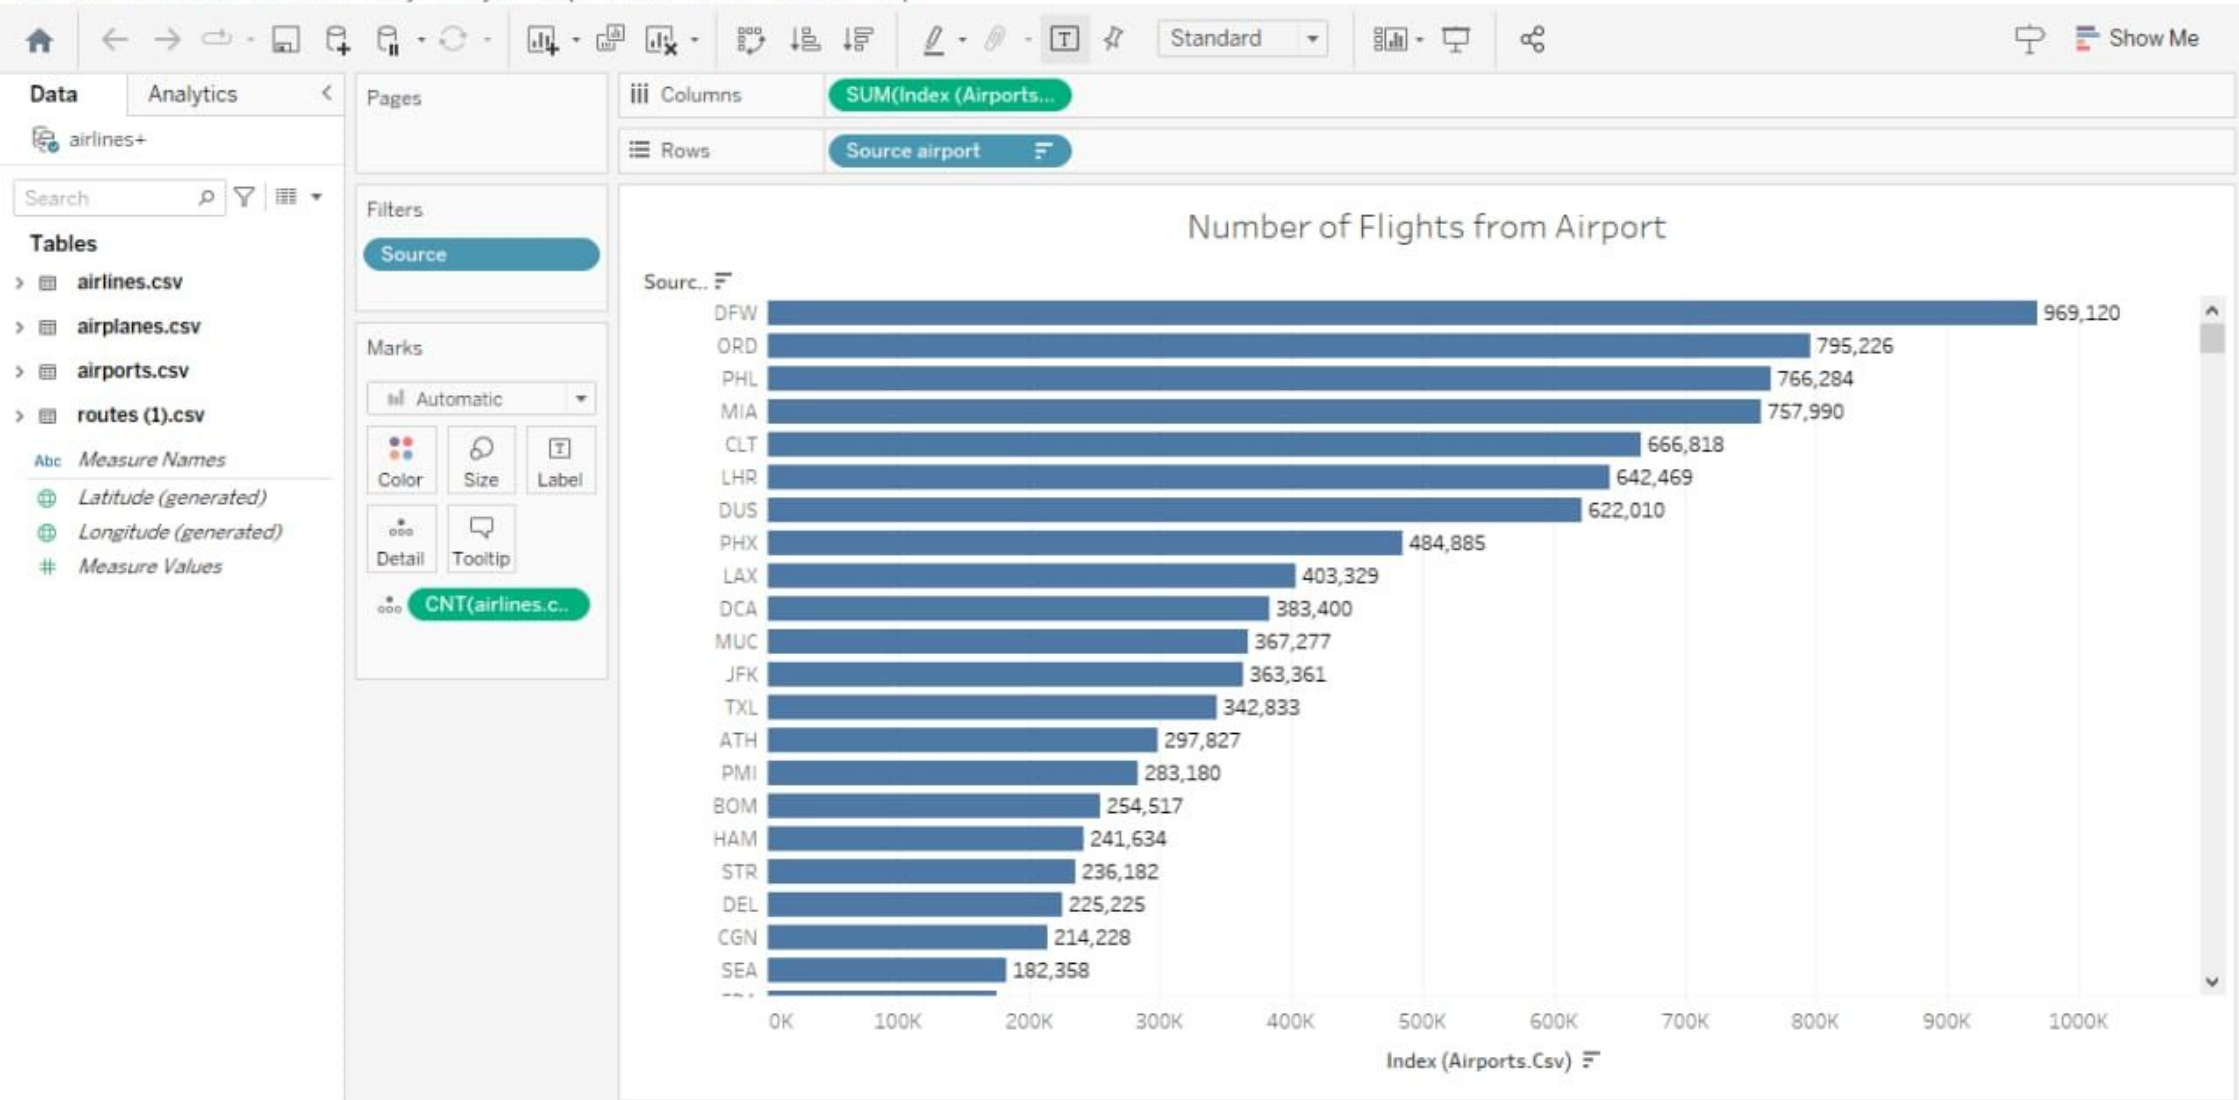 Standard
Show Me
Data
Analytics
airlines+
Search
Tables
airlines.csv
airplanes.csv
airports.csv
routes (1).csv
Abc Measure Names
Latitude (generated)
Longitude (generated)
# Measure Values
Pages
Filters
Source
Marks
Automatic
Color
Size
Label
Detail
Tooltip
CNT(airlines.c..
Columns
SUM(Index (Airports...
Rows
Source airport
Number of Flights from Airport
Sourc..
DFW 969,120
ORD 795,226
PHL 766,284
MIA 757,990
CLT 666,818
LHR 642,469
DUS 622,010
PHX 484,885
LAX 403,329
DCA 383,400
MUC 367,277
JFK 363,361
TXL 342,833
ATH 297,827
PMI 283,180
BOM 254,517
HAM 241,634
STR 236,182
DEL 225,225
CGN 214,228
SEA 182,358
0K 100K 200K 300K 400K 500K 600K 700K 800K 900K 1000K
Index (Airports.Csv)